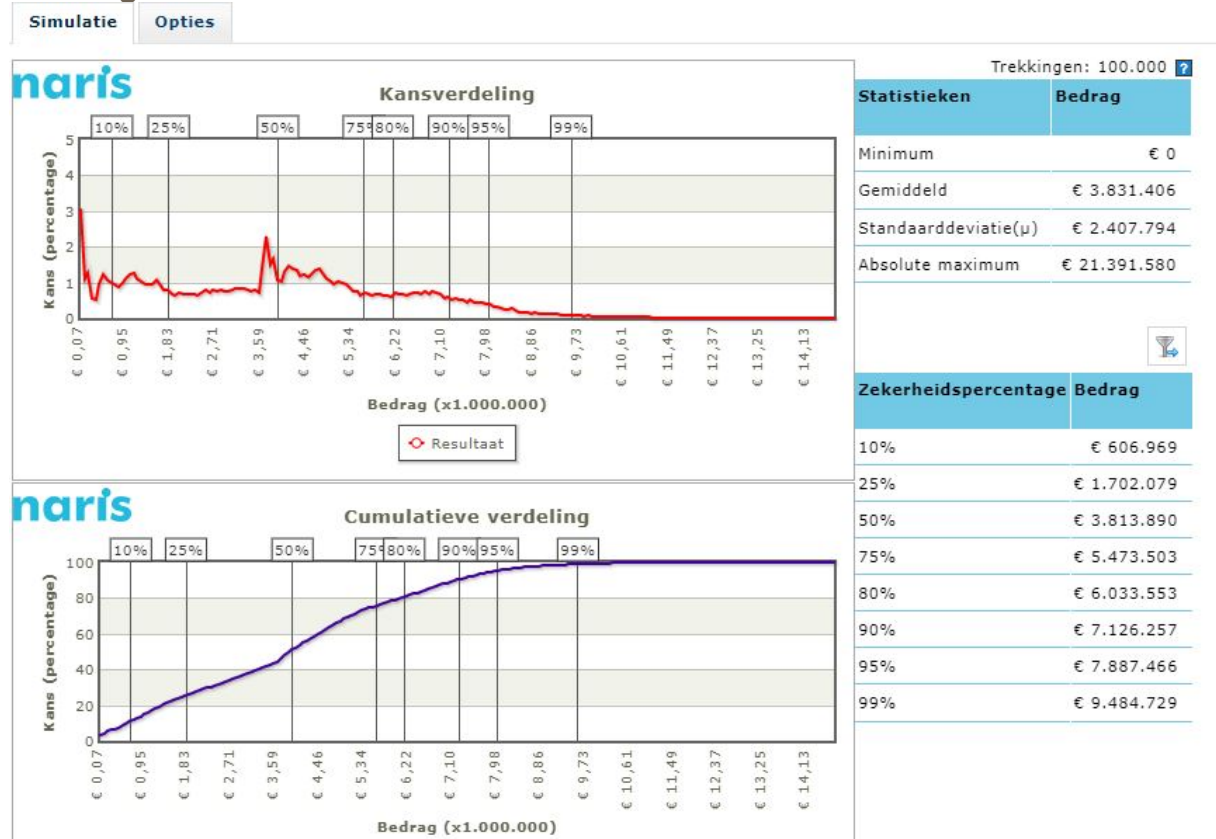 Simulatie Opties
naris
Kansverdeling
10% 25% 50% 75% 80% 90% 95% 99%
Kans (percentage)
5
4
3
2
1
0
€ 0,07 € 0,95 € 1,83 € 2,71 € 3,59 € 4,46 € 5,34 € 6,22 € 7,10 € 7,98 € 8,86 € 9,73 € 10,61 € 11,49 € 12,37 € 13,25 € 14,13
Bedrag (x1.000.000)
Resultaat
naris
Cumulatieve verdeling
10% 25% 50% 75% 80% 90% 95% 99%
Kans (percentage)
100
80
60
40
20
0
€ 0,07 € 0,95 € 1,83 € 2,71 € 3,59 € 4,46 € 5,34 € 6,22 € 7,10 € 7,98 € 8,86 € 9,73 € 10,61 € 11,49 € 12,37 € 13,25 € 14,13
Bedrag (x1.000.000)
Trekkingen: 100.000 ?
Statistieken Bedrag
Minimum € 0
Gemiddeld € 3.831.406
Standaarddeviatie(μ) € 2.407.794
Absolute maximum € 21.391.580
Zekerheidspercentage Bedrag
10% € 606.969
25% € 1.702.079
50% € 3.813.890
75% € 5.473.503
80% € 6.033.553
90% € 7.126.257
95% € 7.887.466
99% € 9.484.729